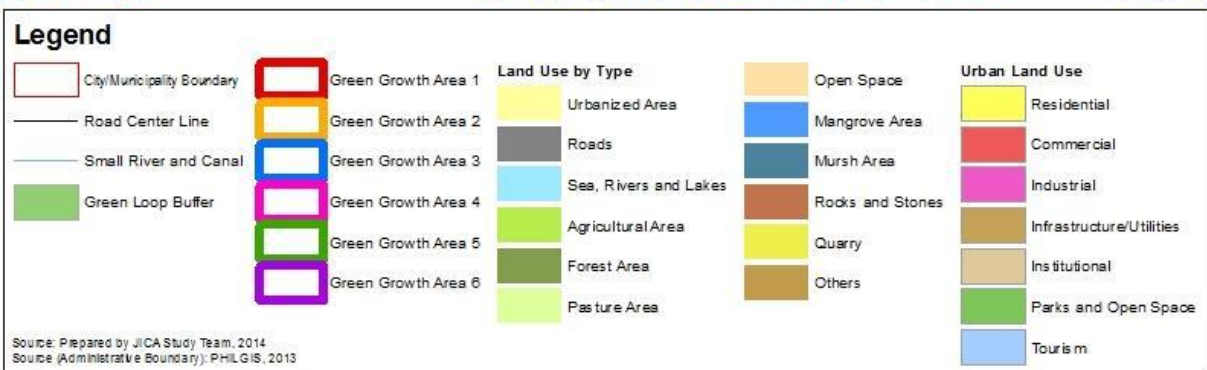 Legend
City/Municipality Boundary
Road Center Line
Small River and Canal
Green Loop Buffer
Green Growth Area 1
Green Growth Area 2
Green Growth Area 3
Green Growth Area 4
Green Growth Area 5
Green Growth Area 6
Land Use by Type
Urbanized Area
Roads
Sea, Rivers and Lakes
Agricultural Area
Forest Area
Pasture Area
Open Space
Mangrove Area
Mursh Area
Rocks and Stones
Quarry
Others
Urban Land Use
Residential
Commercial
Industrial
Infrastructure/Utilities
Institutional
Parks and Open Space
Tourism
Source: Prepared by JICA Study Team, 2014
Source (Administrative Boundary): PHILGIS, 2013